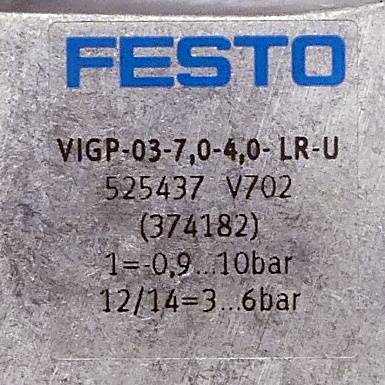 FESTO
VIGP-03-7,0-4,0- LR-U
525437 V702
(374182)
1=-0,9...10bar
12/14=3...6bar